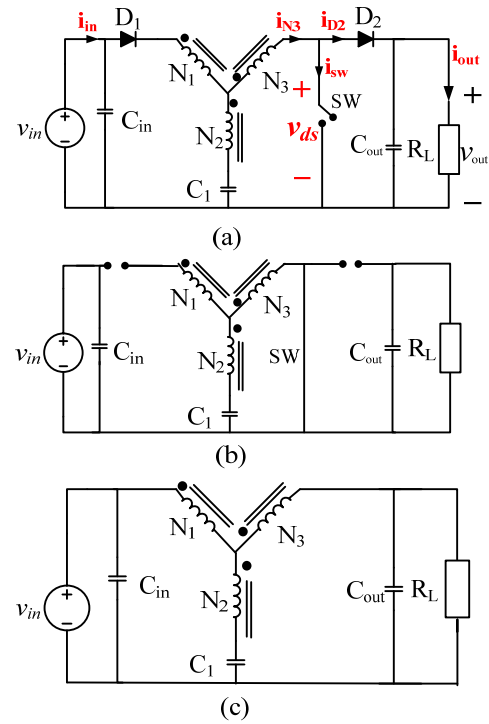 i_in D_1 i_N3 i_D2 D_2 i_out
N_1 N_3 i_sw
+ SW +
v_in + − C_in N_2 v_ds C_out R_L v_out
C_1 − −
(a)
N_1 N_3
v_in + − C_in N_2 SW C_out R_L
C_1
(b)
N_1 N_3
v_in + − C_in N_2 C_out R_L
C_1
(c)